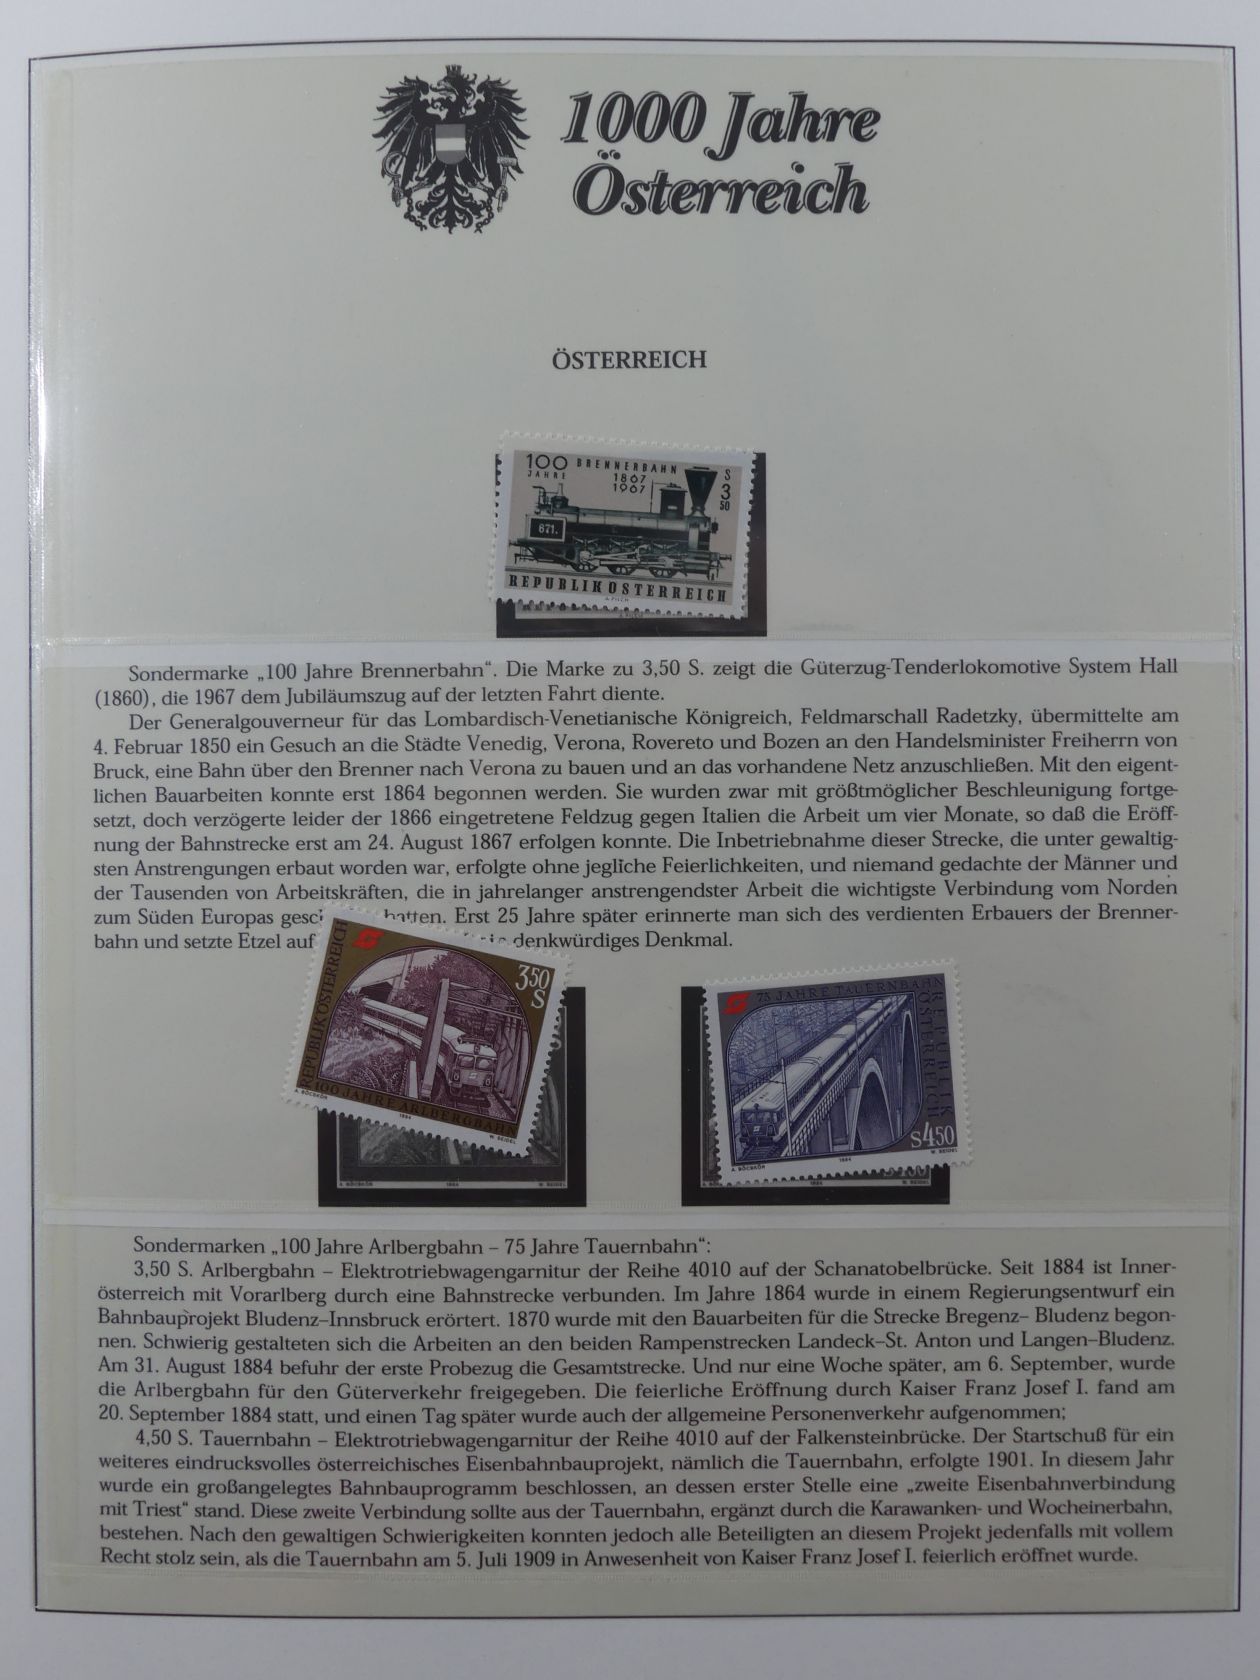 1000 Jahre
Österreich
ÖSTERREICH
100 BRENNERBAHN S
JAHRE 1867 3
1967 50
671.
REPUBLIK ÖSTERREICH
A. PILCH
A. PILCH
Sondermarke „100 Jahre Brennerbahn“. Die Marke zu 3,50 S. zeigt die Güterzug-Tenderlokomotive System Hall
(1860), die 1967 dem Jubiläumszug auf der letzten Fahrt diente.
Der Generalgouverneur für das Lombardisch-Venetianische Königreich, Feldmarschall Radetzky, übermittelte am
4. Februar 1850 ein Gesuch an die Städte Venedig, Verona, Rovereto und Bozen an den Handelsminister Freiherrn von
Bruck, eine Bahn über den Brenner nach Verona zu bauen und an das vorhandene Netz anzuschließen. Mit den eigent-
lichen Bauarbeiten konnte erst 1864 begonnen werden. Sie wurden zwar mit größtmöglicher Beschleunigung fortge-
setzt, doch verzögerte leider der 1866 eingetretene Feldzug gegen Italien die Arbeit um vier Monate, so daß die Eröff-
nung der Bahnstrecke erst am 24. August 1867 erfolgen konnte. Die Inbetriebnahme dieser Strecke, die unter gewaltig-
sten Anstrengungen erbaut worden war, erfolgte ohne jegliche Feierlichkeiten, und niemand gedachte der Männer und
der Tausenden von Arbeitskräften, die in jahrelanger anstrengendster Arbeit die wichtigste Verbindung vom Norden
zum Süden Europas hatten. Erst 25 Jahre später erinnerte man sich des verdienten Erbauers der Brenner-
bahn und setzte Etzel auf denkwürdiges Denkmal.
REPUBLIK ÖSTERREICH
3,50
S
100 JAHRE ARLBERGBAHN
A. BÖCSKÖR 1984 W. SEIDEL
A. BÖCSKÖR 1984 W. SEIDEL
75 JAHRE TAUERNBAHN
REPUBLIK
ÖSTERREICH
S4,50
A. BÖCSKÖR 1984 W. SEIDEL
1984 W. SEIDEL
Sondermarken „100 Jahre Arlbergbahn – 75 Jahre Tauernbahn“:
3,50 S. Arlbergbahn – Elektrotriebwagengarnitur der Reihe 4010 auf der Schanatobelbrücke. Seit 1884 ist Inner-
österreich mit Vorarlberg durch eine Bahnstrecke verbunden. Im Jahre 1864 wurde in einem Regierungsentwurf ein
Bahnbauprojekt Bludenz–Innsbruck erörtert. 1870 wurde mit den Bauarbeiten für die Strecke Bregenz– Bludenz begon-
nen. Schwierig gestalteten sich die Arbeiten an den beiden Rampenstrecken Landeck–St. Anton und Langen–Bludenz.
Am 31. August 1884 befuhr der erste Probezug die Gesamtstrecke. Und nur eine Woche später, am 6. September, wurde
die Arlbergbahn für den Güterverkehr freigegeben. Die feierliche Eröffnung durch Kaiser Franz Josef I. fand am
20. September 1884 statt, und einen Tag später wurde auch der allgemeine Personenverkehr aufgenommen;
4,50 S. Tauernbahn – Elektrotriebwagengarnitur der Reihe 4010 auf der Falkensteinbrücke. Der Startschuß für ein
weiteres eindrucksvolles österreichisches Eisenbahnbauprojekt, nämlich die Tauernbahn, erfolgte 1901. In diesem Jahr
wurde ein großangelegtes Bahnbauprogramm beschlossen, an dessen erster Stelle eine „zweite Eisenbahnverbindung
mit Triest“ stand. Diese zweite Verbindung sollte aus der Tauernbahn, ergänzt durch die Karawanken- und Wocheinerbahn,
bestehen. Nach den gewaltigen Schwierigkeiten konnten jedoch alle Beteiligten an diesem Projekt jedenfalls mit vollem
Recht stolz sein, als die Tauernbahn am 5. Juli 1909 in Anwesenheit von Kaiser Franz Josef I. feierlich eröffnet wurde.